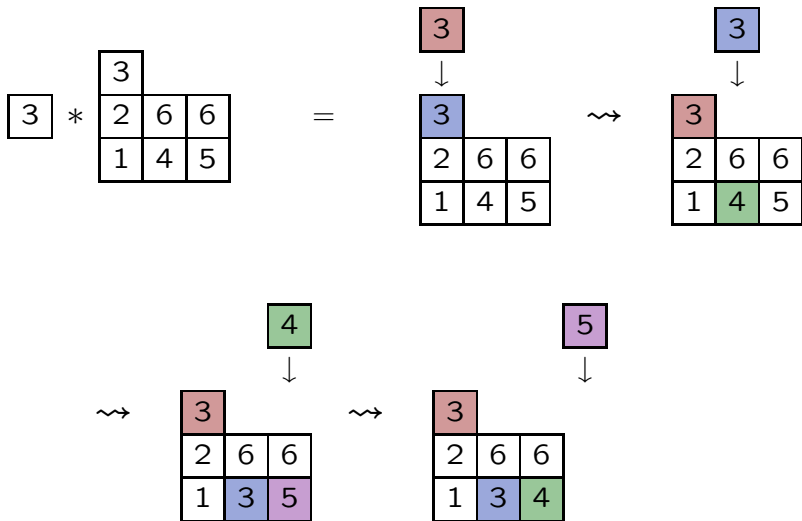 3 3
3 ↓ ↓
3 * 2 6 6 = 3 ⇝ 3
1 4 5 2 6 6 2 6 6
1 4 5 1 4 5
4 5
↓ ↓
⇝ 3 ⇝ 3
2 6 6 2 6 6
1 3 5 1 3 4